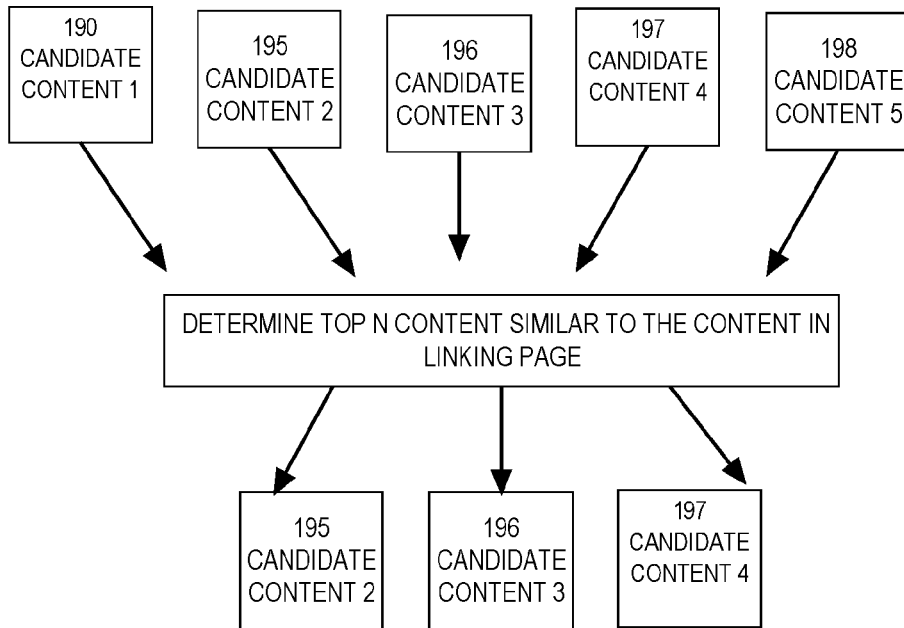 190
CANDIDATE
CONTENT 1
195
CANDIDATE
CONTENT 2
196
CANDIDATE
CONTENT 3
197
CANDIDATE
CONTENT 4
198
CANDIDATE
CONTENT 5
DETERMINE TOP N CONTENT SIMILAR TO THE CONTENT IN
LINKING PAGE
195
CANDIDATE
CONTENT 2
196
CANDIDATE
CONTENT 3
197
CANDIDATE
CONTENT 4